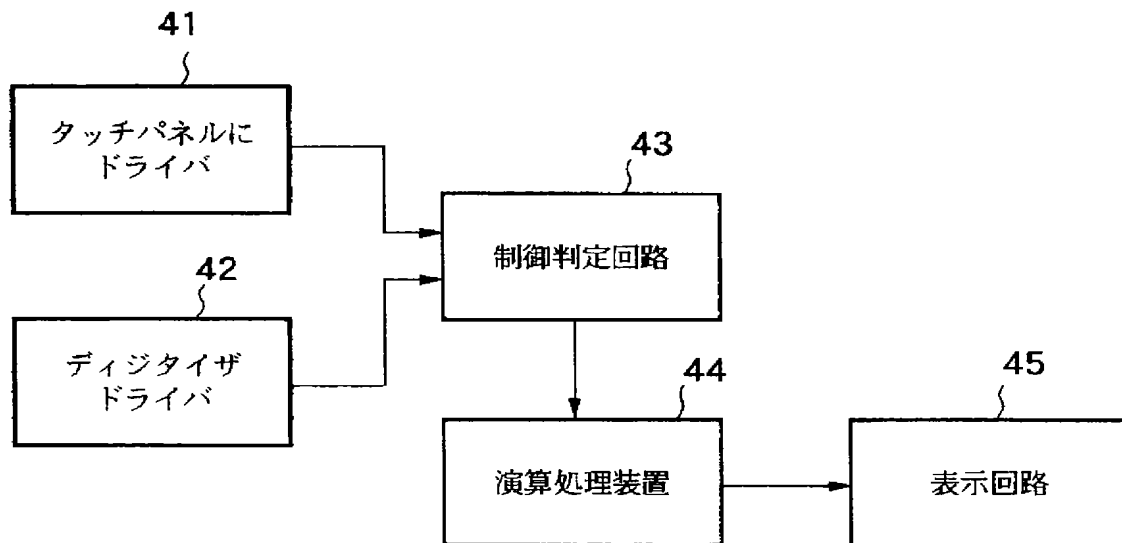 41
タッチパネルに
ドライバ
43
制御判定回路
42
ディジタイザ
ドライバ
44
演算処理装置
45
表示回路